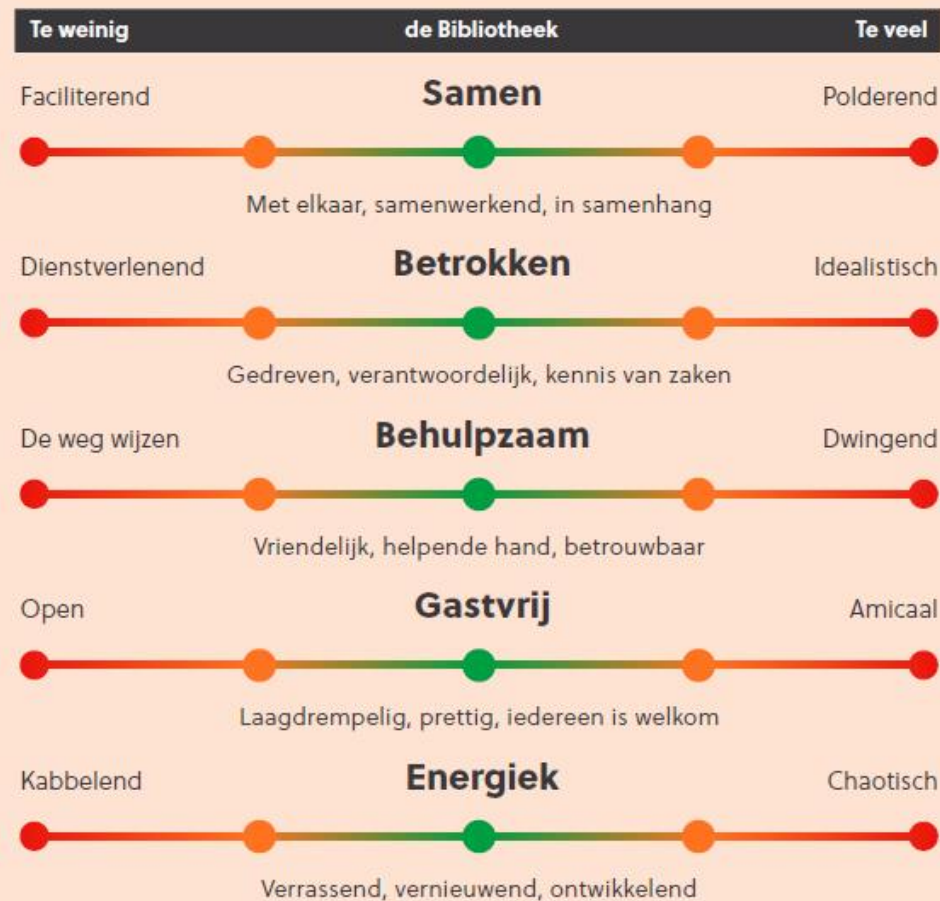 Te weinig de Bibliotheek Te veel
Faciliterend Samen Polderend
Met elkaar, samenwerkend, in samenhang
Dienstverlenend Betrokken Idealistisch
Gedreven, verantwoordelijk, kennis van zaken
De weg wijzen Behulpzaam Dwingend
Vriendelijk, helpende hand, betrouwbaar
Open Gastvrij Amicaal
Laagdrempelig, prettig, iedereen is welkom
Kabbelend Energiek Chaotisch
Verrassend, vernieuwend, ontwikkelend